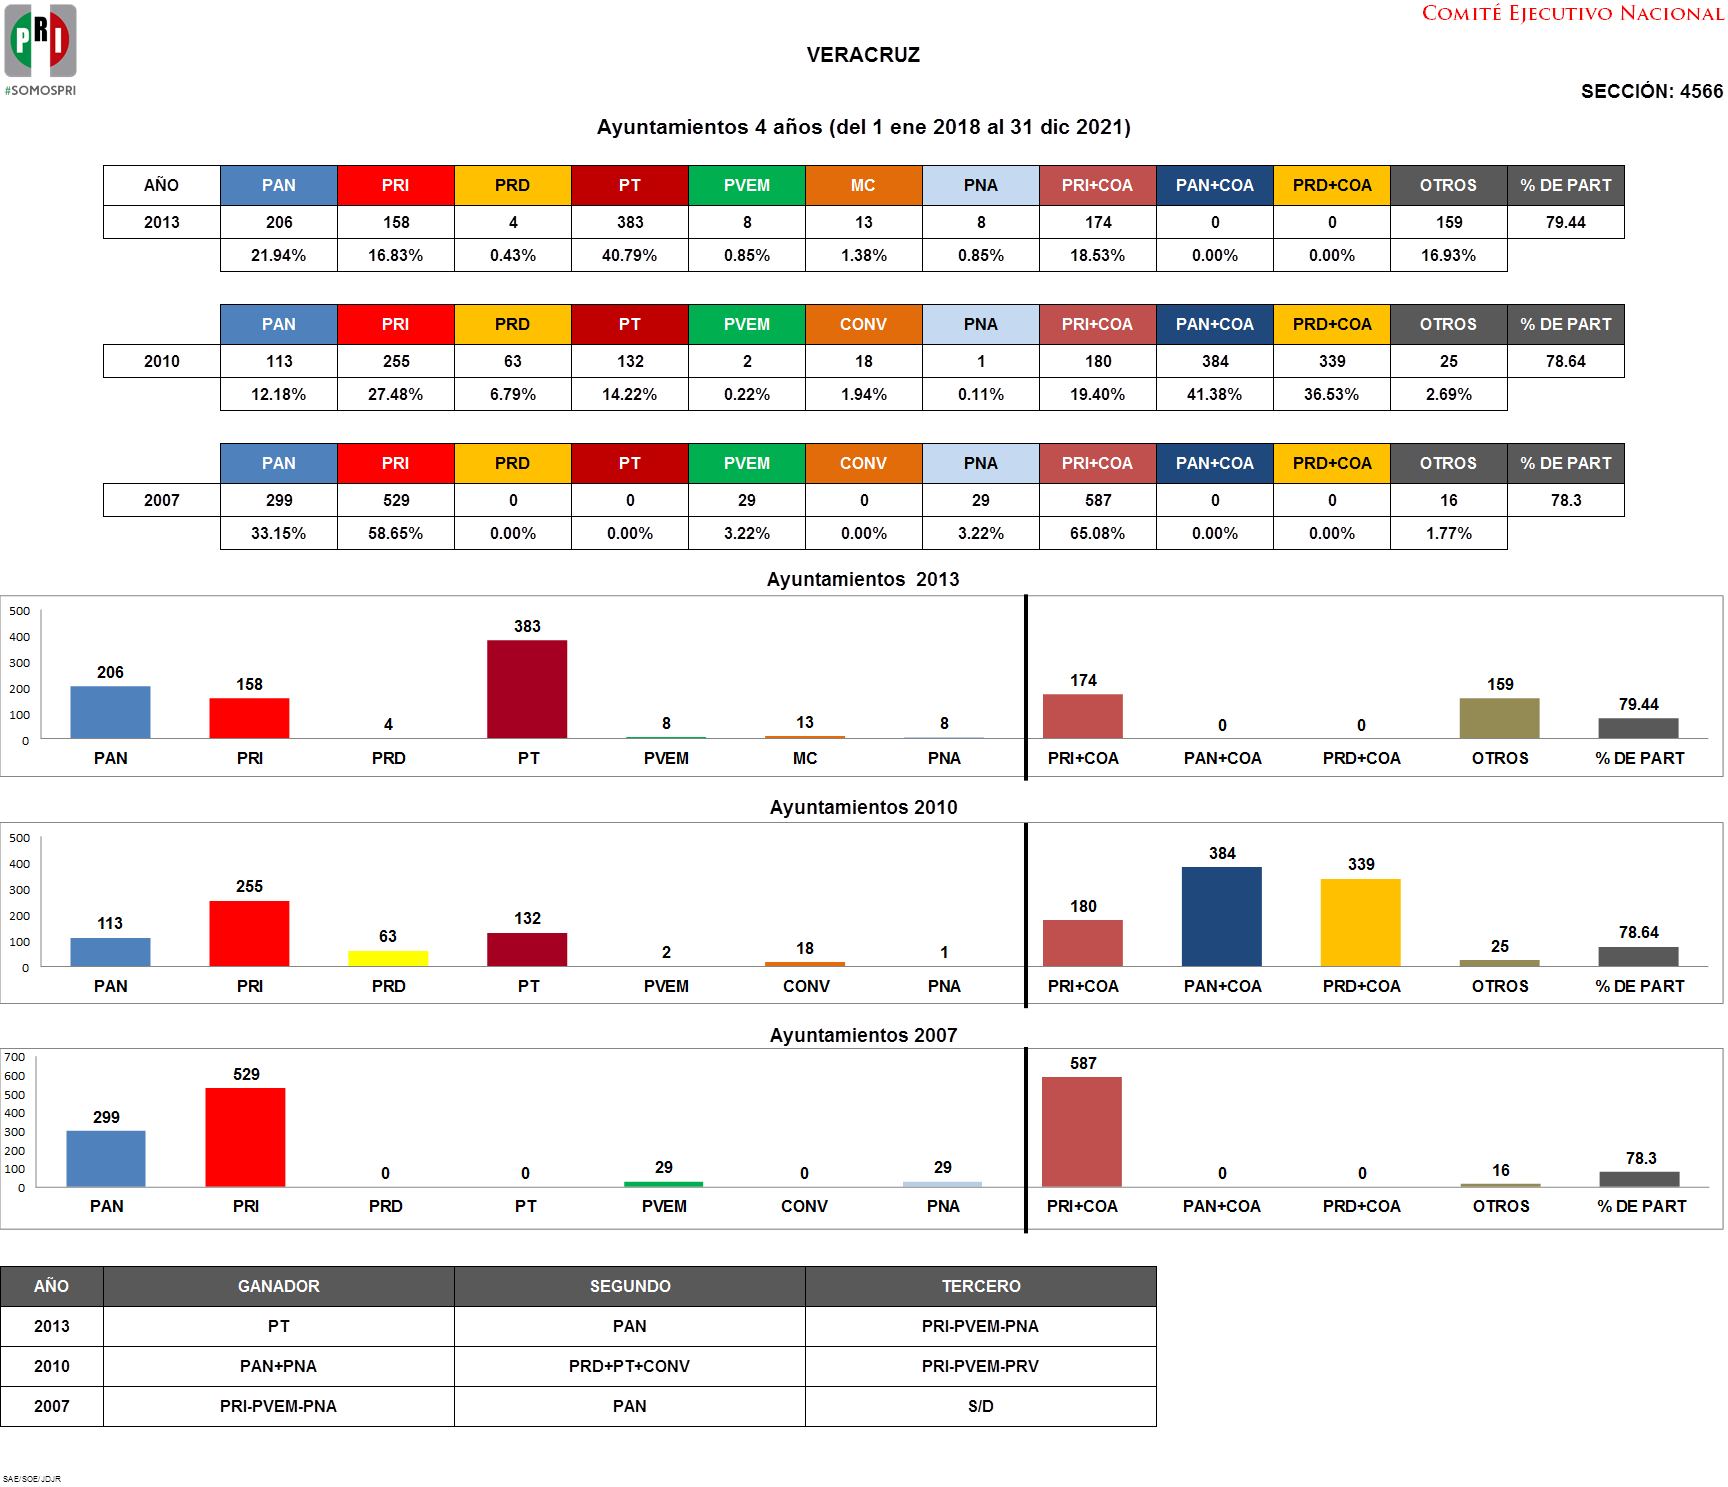 PRI
#SOMOSPRI
COMITÉ EJECUTIVO NACIONAL
VERACRUZ
SECCIÓN: 4566
Ayuntamientos 4 años (del 1 ene 2018 al 31 dic 2021)
AÑO PAN PRI PRD PT PVEM MC PNA PRI+COA PAN+COA PRD+COA OTROS % DE PART
2013 206 158 4 383 8 13 8 174 0 0 159 79.44
21.94% 16.83% 0.43% 40.79% 0.85% 1.38% 0.85% 18.53% 0.00% 0.00% 16.93%
PAN PRI PRD PT PVEM CONV PNA PRI+COA PAN+COA PRD+COA OTROS % DE PART
2010 113 255 63 132 2 18 1 180 384 339 25 78.64
12.18% 27.48% 6.79% 14.22% 0.22% 1.94% 0.11% 19.40% 41.38% 36.53% 2.69%
PAN PRI PRD PT PVEM CONV PNA PRI+COA PAN+COA PRD+COA OTROS % DE PART
2007 299 529 0 0 29 0 29 587 0 0 16 78.3
33.15% 58.65% 0.00% 0.00% 3.22% 0.00% 3.22% 65.08% 0.00% 0.00% 1.77%
Ayuntamientos  2013
500
400
300
200
100
0
206 158 4 383 8 13 8 174 0 0 159 79.44
PAN PRI PRD PT PVEM MC PNA PRI+COA PAN+COA PRD+COA OTROS % DE PART
Ayuntamientos 2010
500
400
300
200
100
0
113 255 63 132 2 18 1 180 384 339 25 78.64
PAN PRI PRD PT PVEM CONV PNA PRI+COA PAN+COA PRD+COA OTROS % DE PART
Ayuntamientos 2007
700
600
500
400
300
200
100
0
299 529 0 0 29 0 29 587 0 0 16 78.3
PAN PRI PRD PT PVEM CONV PNA PRI+COA PAN+COA PRD+COA OTROS % DE PART
AÑO GANADOR SEGUNDO TERCERO
2013 PT PAN PRI-PVEM-PNA
2010 PAN+PNA PRD+PT+CONV PRI-PVEM-PRV
2007 PRI-PVEM-PNA PAN S/D
SAE/SOE/JDJR